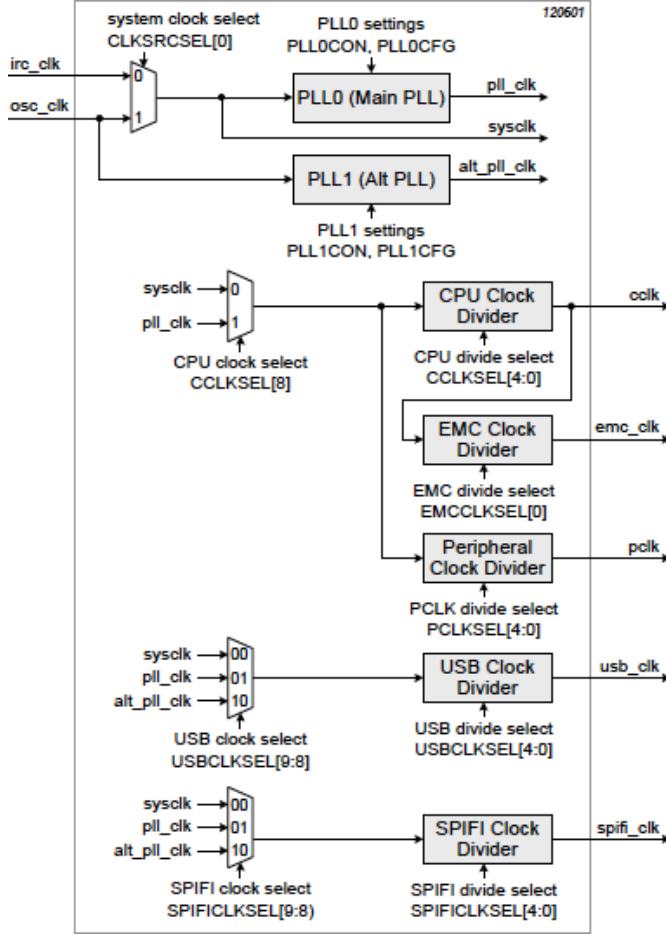 120601
system clock select
CLKSRCSEL[0]
PLL0 settings
PLL0CON, PLL0CFG
irc_clk
0
osc_clk
1
PLL0 (Main PLL)
pll_clk
sysclk
PLL1 (Alt PLL)
alt_pll_clk
PLL1 settings
PLL1CON, PLL1CFG
sysclk
0
pll_clk
1
CPU clock select
CCLKSEL[8]
CPU Clock
Divider
cclk
CPU divide select
CCLKSEL[4:0]
EMC Clock
Divider
emc_clk
EMC divide select
EMCCLKSEL[0]
Peripheral
Clock Divider
pclk
PCLK divide select
PCLKSEL[4:0]
sysclk
00
pll_clk
01
alt_pll_clk
10
USB clock select
USBCLKSEL[9:8]
USB Clock
Divider
usb_clk
USB divide select
USBCLKSEL[4:0]
sysclk
00
pll_clk
01
alt_pll_clk
10
SPIFI clock select
SPIFICLKSEL[9:8)
SPIFI Clock
Divider
spifi_clk
SPIFI divide select
SPIFICLKSEL[4:0]